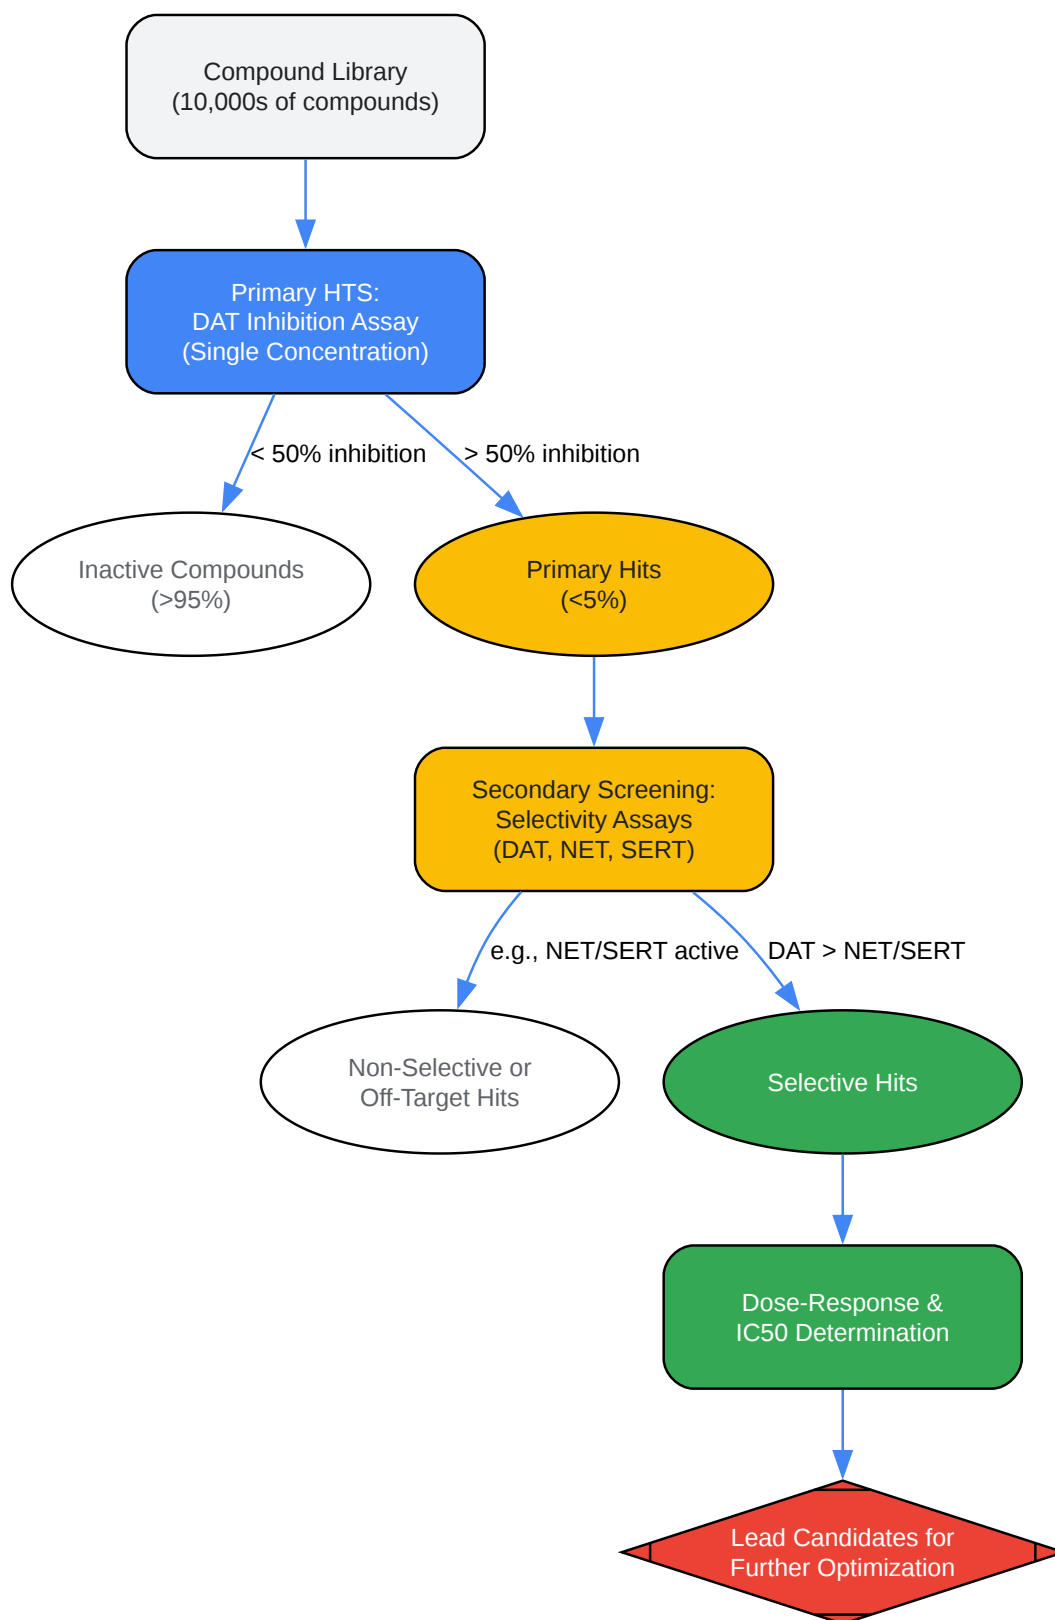 Compound Library
(10,000s of compounds)
Primary HTS:
DAT Inhibition Assay
(Single Concentration)
< 50% inhibition
> 50% inhibition
Inactive Compounds
(>95%)
Primary Hits
(<5%)
Secondary Screening:
Selectivity Assays
(DAT, NET, SERT)
e.g., NET/SERT active
DAT > NET/SERT
Non-Selective or
Off-Target Hits
Selective Hits
Dose-Response &
IC50 Determination
Lead Candidates for
Further Optimization